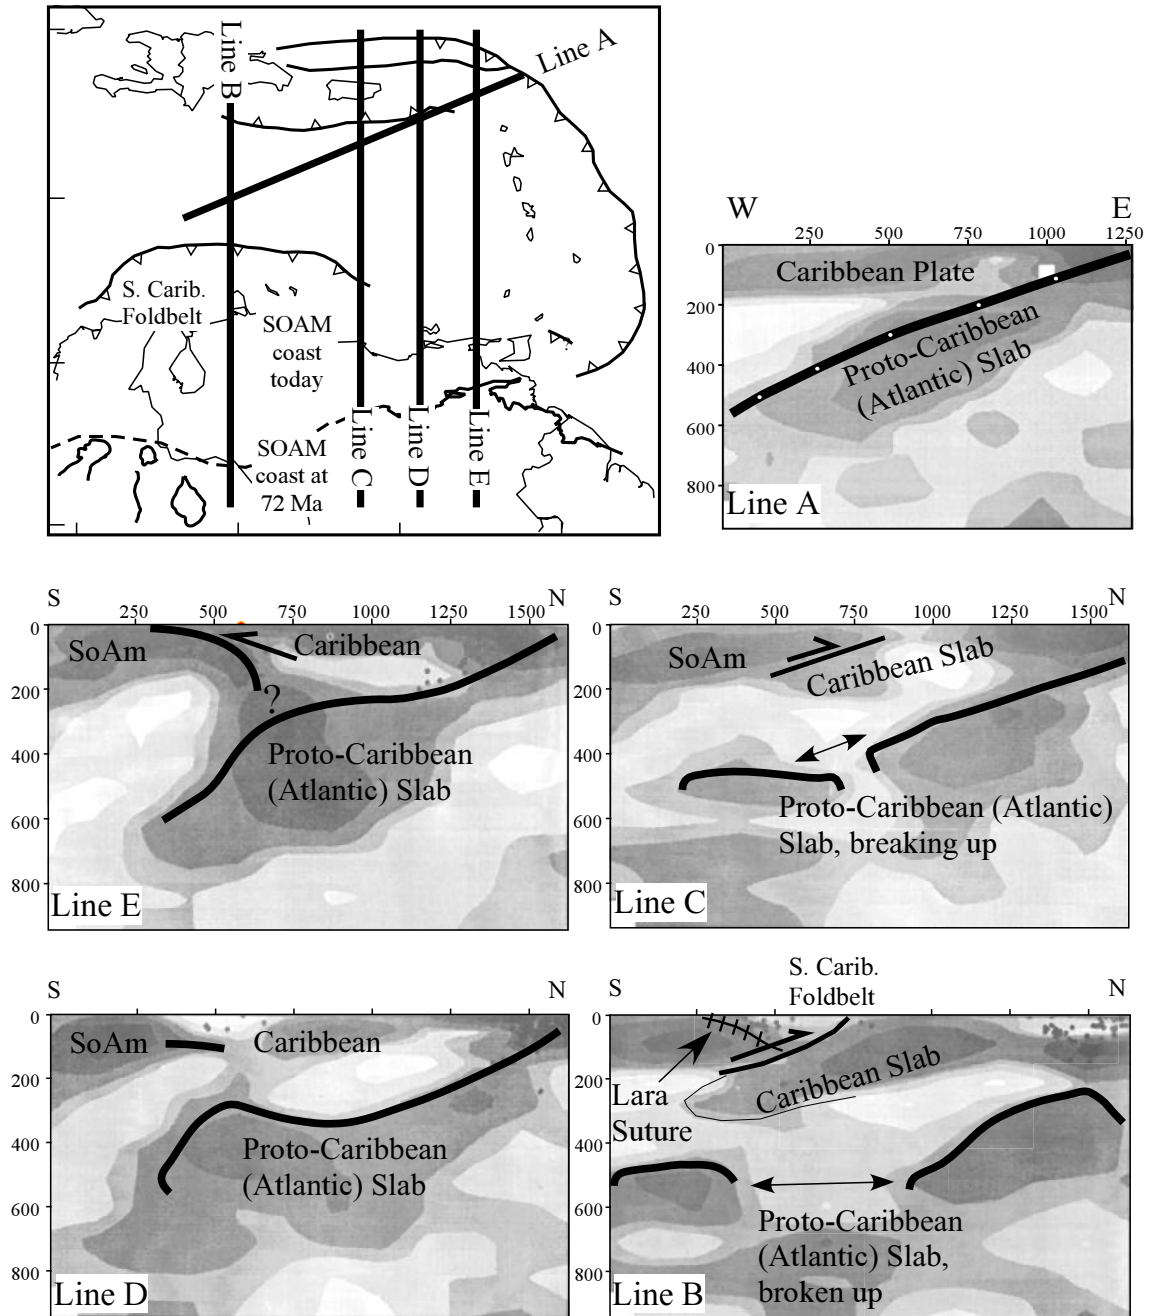 Line B
Line A
S. Carib.
Foldbelt
SOAM
coast
today
SOAM
coast at
72 Ma
Line C
Line D
Line E
W
E
250 500 750 1000 1250
0
200
400
600
800
Caribbean Plate
Proto-Caribbean
(Atlantic) Slab
Line A
S
N
250 500 750 1000 1250 1500
0
200
400
600
800
SoAm
Caribbean
?
Proto-Caribbean
(Atlantic) Slab
Line E
S
N
250 500 750 1000 1250 1500
0
200
400
600
800
SoAm
Caribbean Slab
Proto-Caribbean (Atlantic)
Slab, breaking up
Line C
S
N
0
200
400
600
800
SoAm
Caribbean
Proto-Caribbean
(Atlantic) Slab
Line D
S. Carib.
Foldbelt
S
N
0
200
400
600
800
Caribbean Slab
Lara
Suture
Proto-Caribbean
(Atlantic) Slab,
broken up
Line B